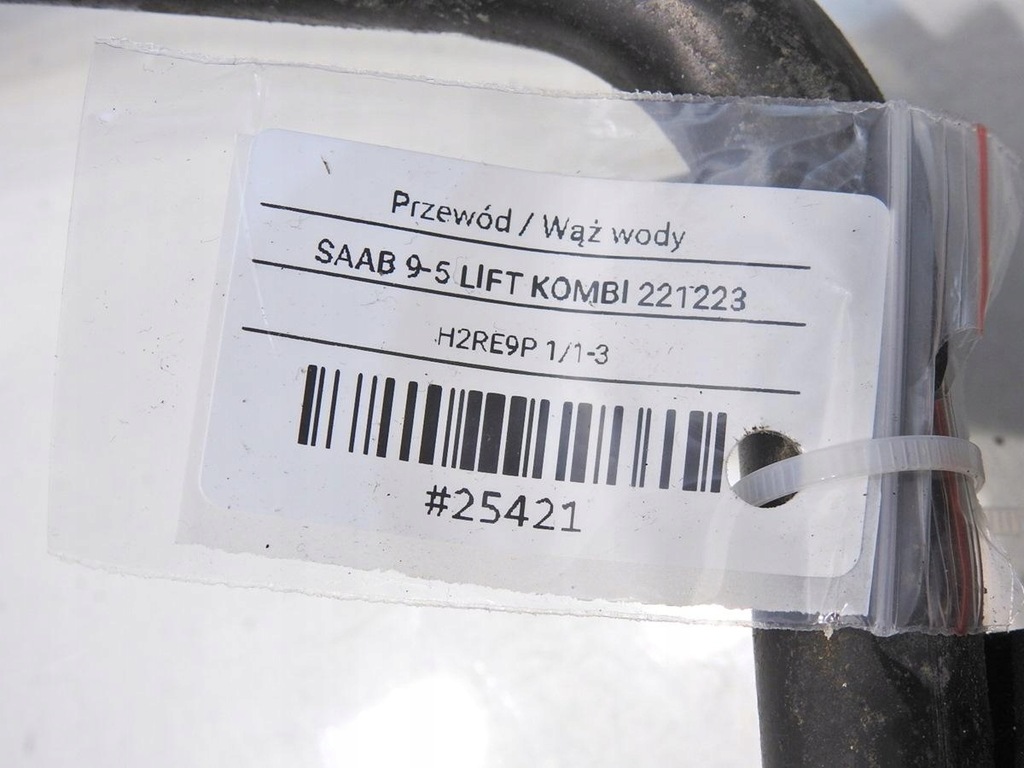 Przewód / Wąż wody
SAAB 9-5 LIFT KOMBI 221223
H2RE9P 1/1-3
#25421